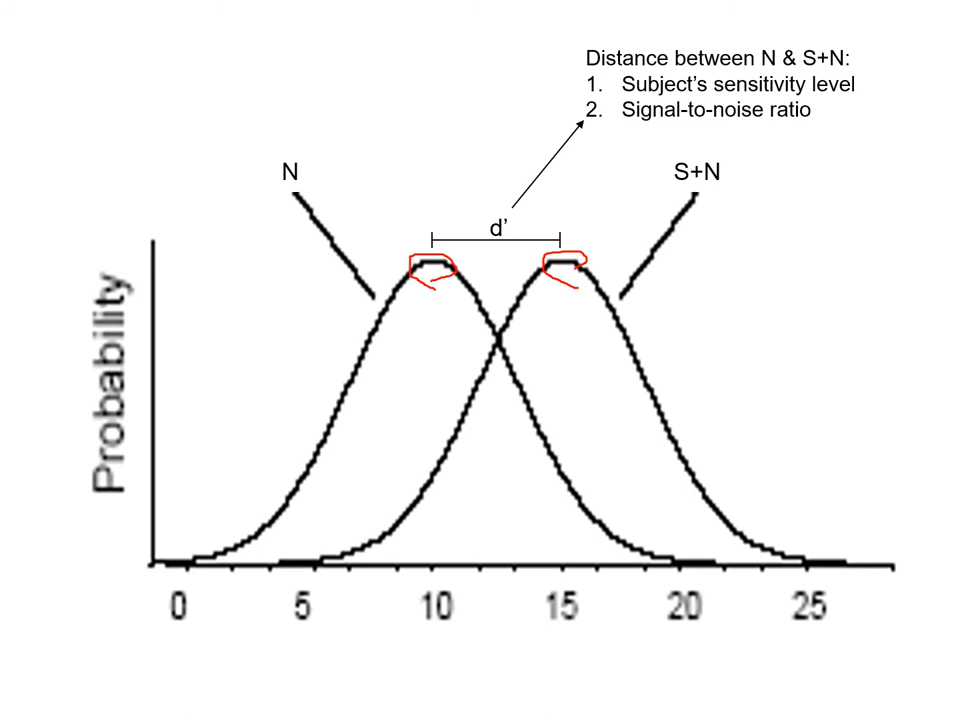 Distance between N & S+N:
1. Subject’s sensitivity level
2. Signal-to-noise ratio
N
S+N
d’
Probability
0 5 10 15 20 25